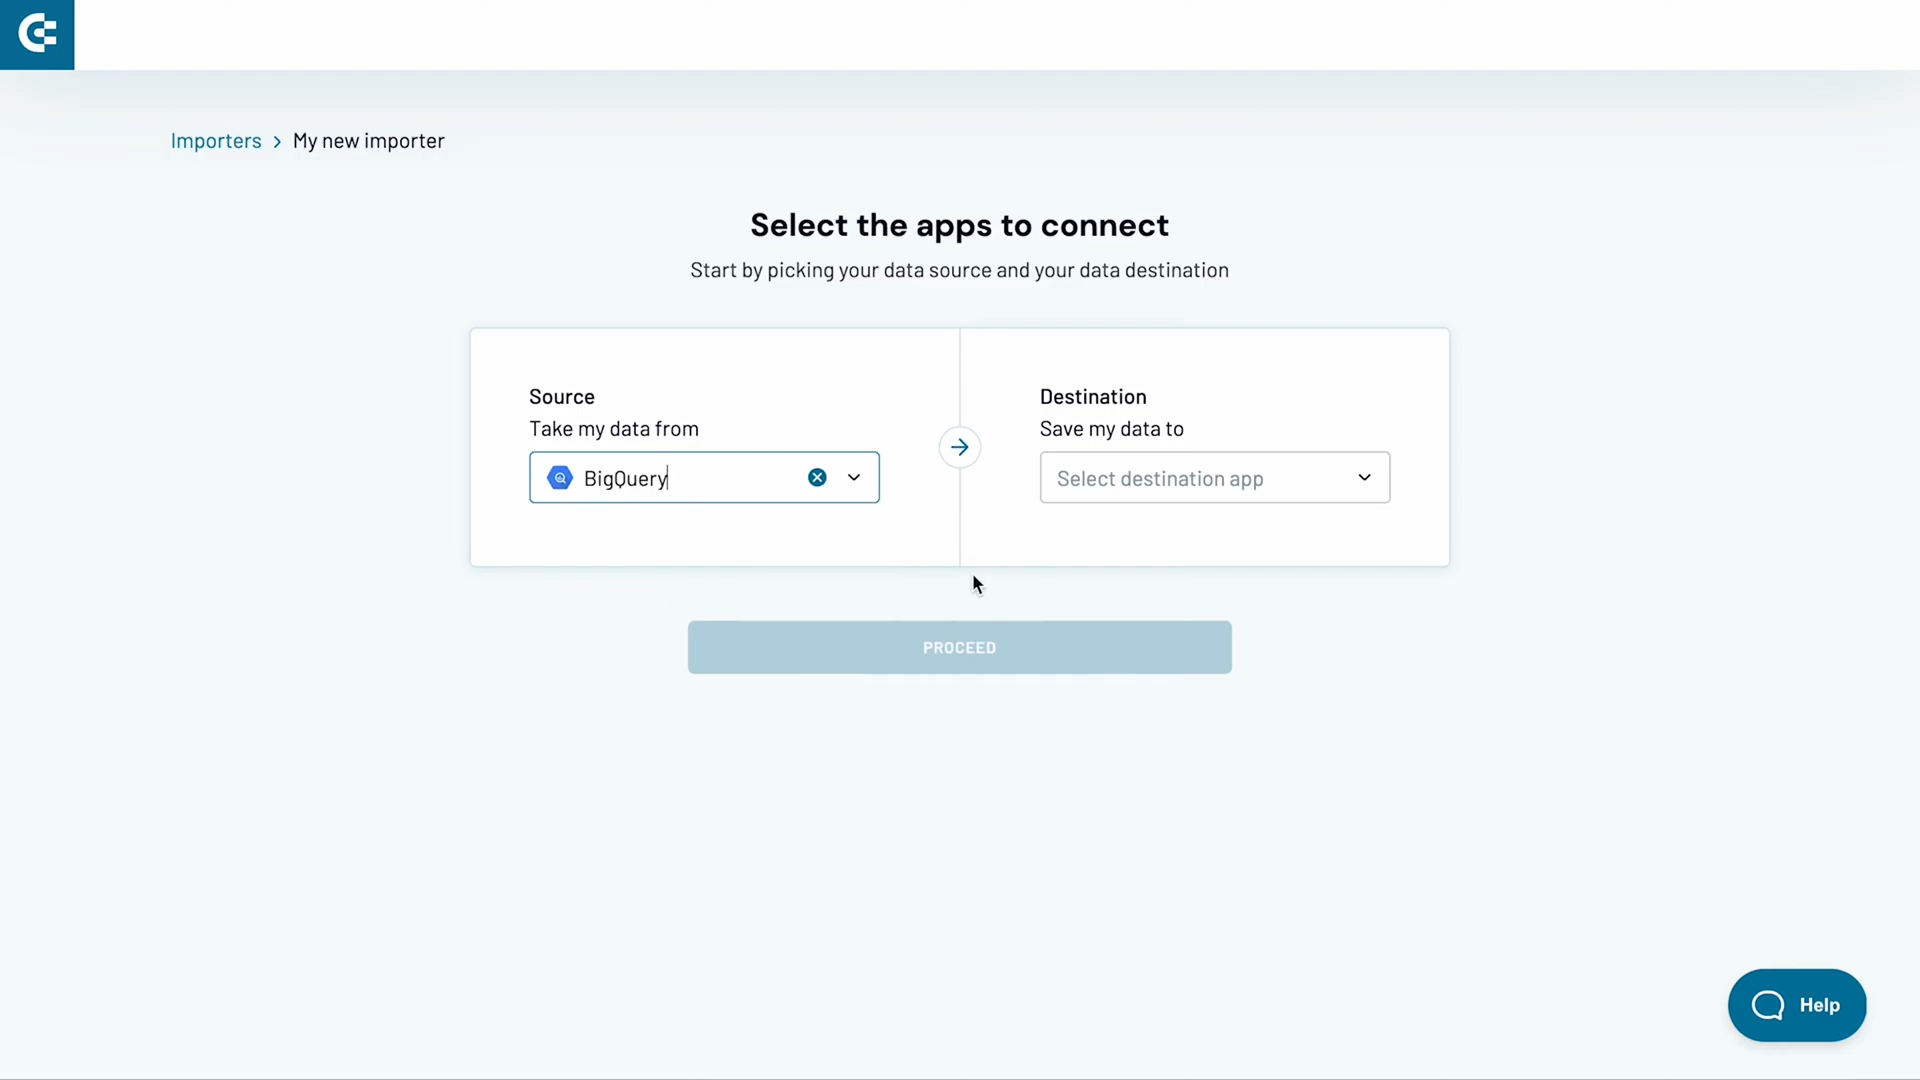 Importers > My new importer
Select the apps to connect
Start by picking your data source and your data destination
Source
Take my data from
BigQuery
Destination
Save my data to
Select destination app
PROCEED
Help